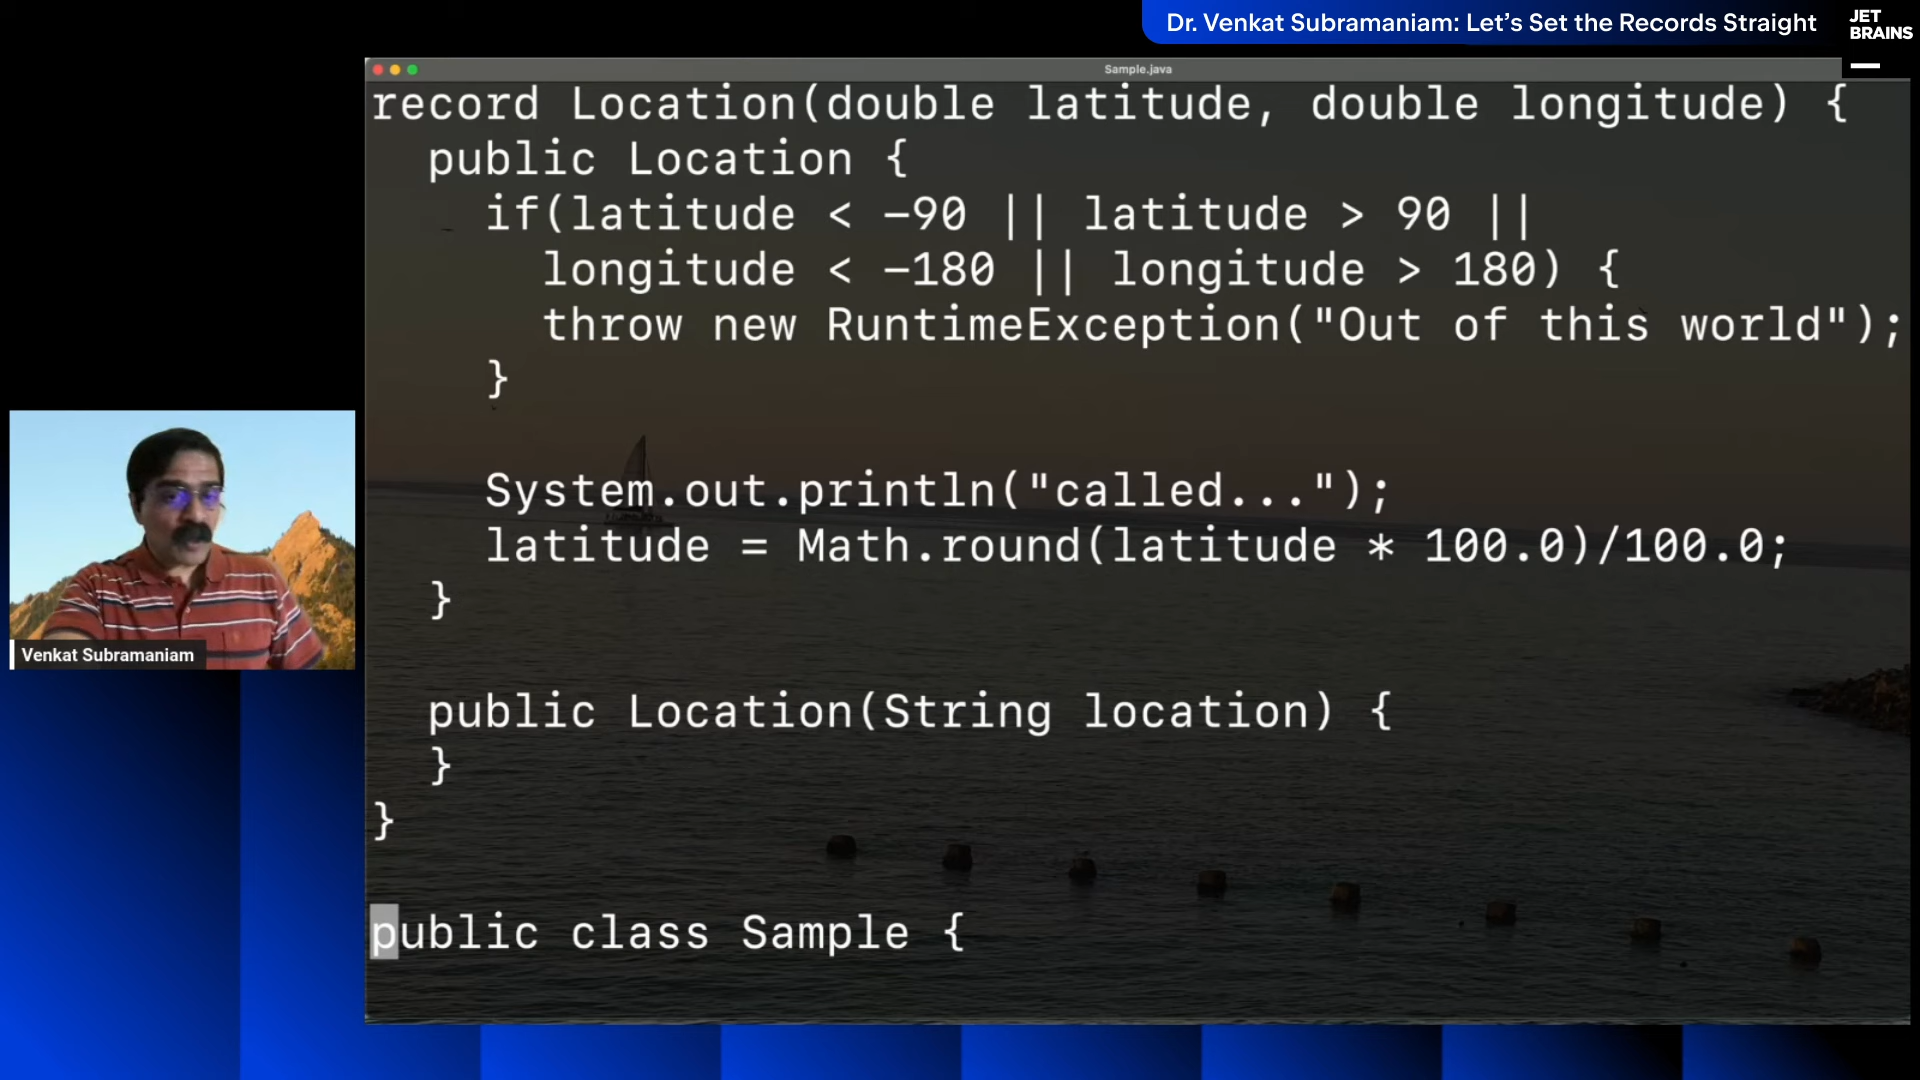 Dr. Venkat Subramaniam: Let’s Set the Records Straight
JET
BRAINS
Sample.java
record Location(double latitude, double longitude) {
  public Location {
    if(latitude < -90 || latitude > 90 ||
      longitude < -180 || longitude > 180) {
      throw new RuntimeException("Out of this world");
    }
    System.out.println("called...");
    latitude = Math.round(latitude * 100.0)/100.0;
  }
  public Location(String location) {
  }
}
public class Sample {
Venkat Subramaniam